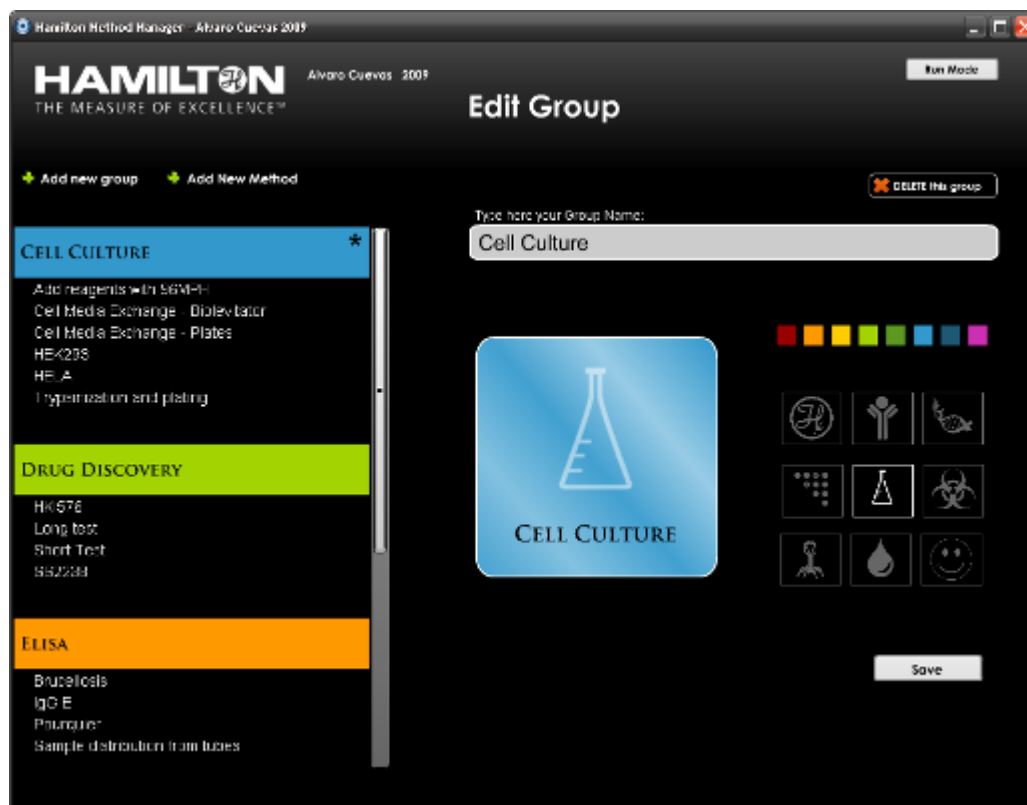 Hamilton Method Manager - Alvaro Cuevas 2009
HAMILTON
THE MEASURE OF EXCELLENCE™
Alvaro Cuevas 2009
Edit Group
Run Mode
Add new group
Add New Method
DELETE this group
Type here your Group Name:
Cell Culture
CELL CULTURE
*
Add reagents with 96MPH
Cell Media Exchange - Biolevitator
Cell Media Exchange - Plates
HEK293
HELA
Trypsinization and plating
CELL CULTURE
DRUG DISCOVERY
Long test
Short Test
ELISA
Brucellosis
IgG E
Pourquier
Sample distribution from tubes
Save